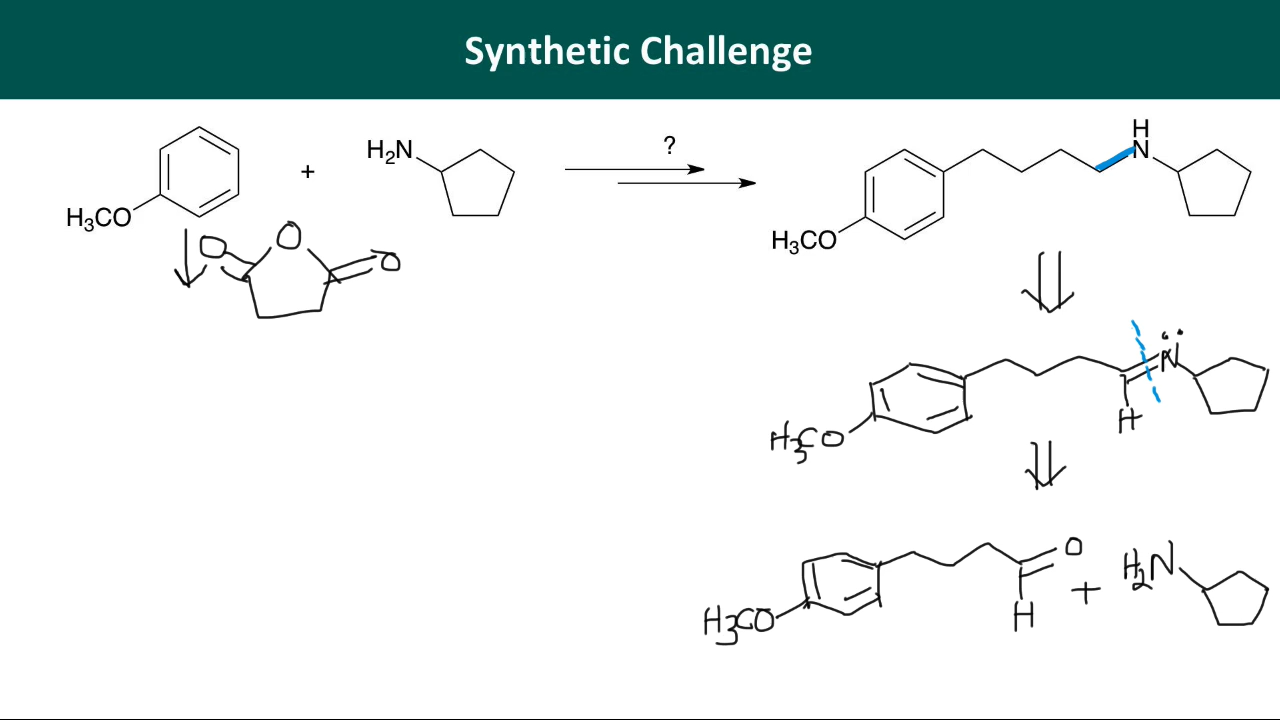 Synthetic Challenge
H₃CO
+
H₂N
?
H
N
H₃CO
O
O
O
N
H
H₃CO
O
H
H₃CO
+
H₂N